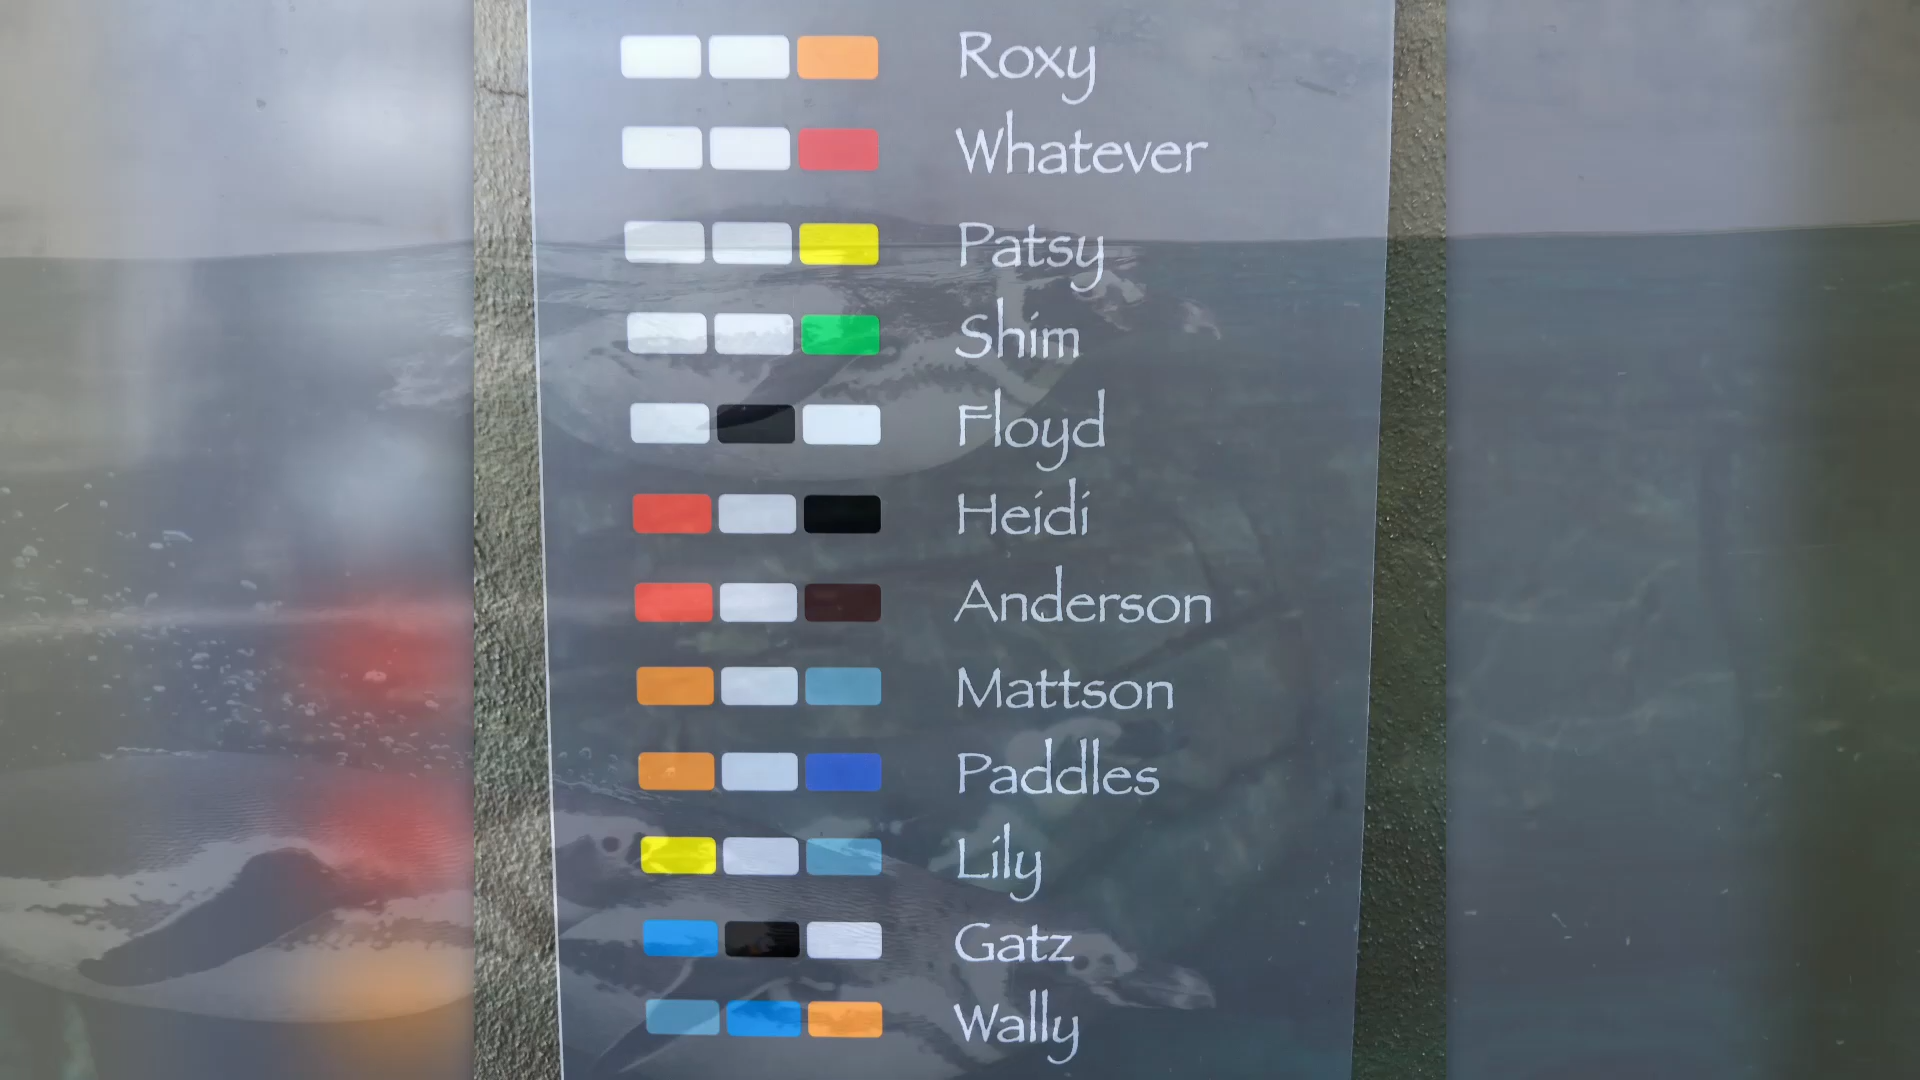 Roxy
Whatever
Patsy
Shim
Floyd
Heidi
Anderson
Mattson
Paddles
Lily
Gatz
Wally